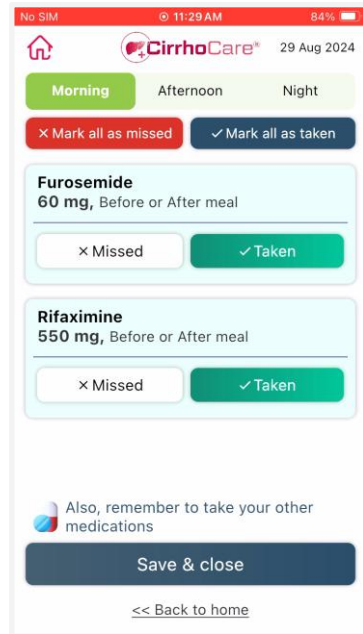 No SIM 11:29 AM 84%
CirrhoCare® 29 Aug 2024
Morning Afternoon Night
× Mark all as missed ✓ Mark all as taken
Furosemide
60 mg, Before or After meal
× Missed ✓ Taken
Rifaximine
550 mg, Before or After meal
× Missed ✓ Taken
Also, remember to take your other
medications
Save & close
<< Back to home